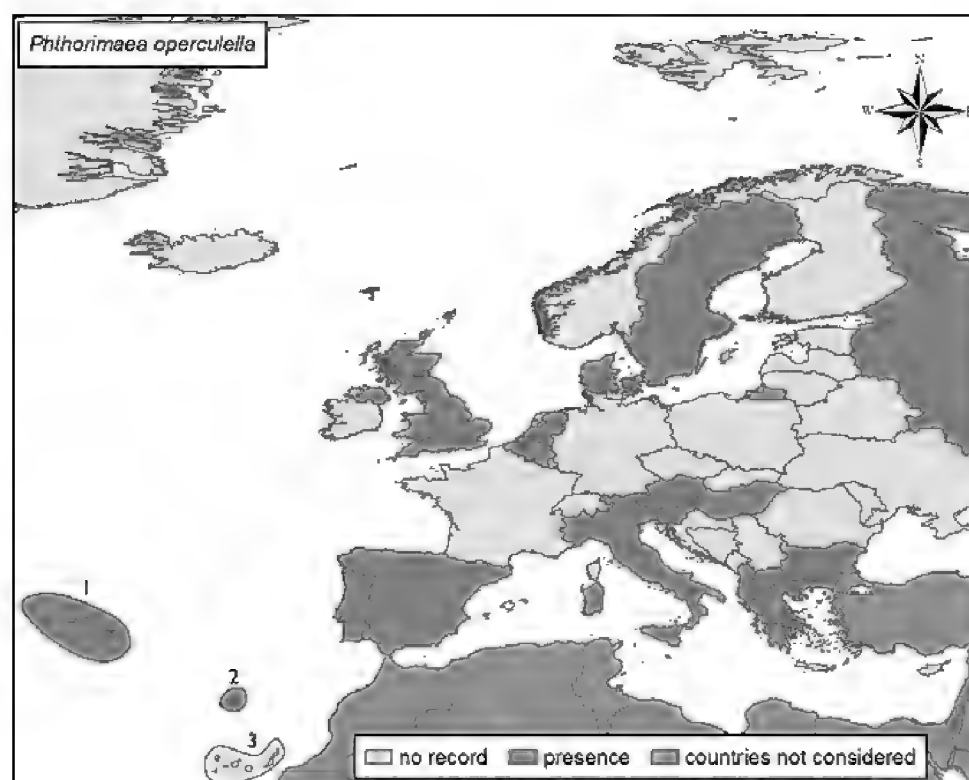 Phthorimaea operculella
N
W E
S
1
2
3
no record presence countries not considered